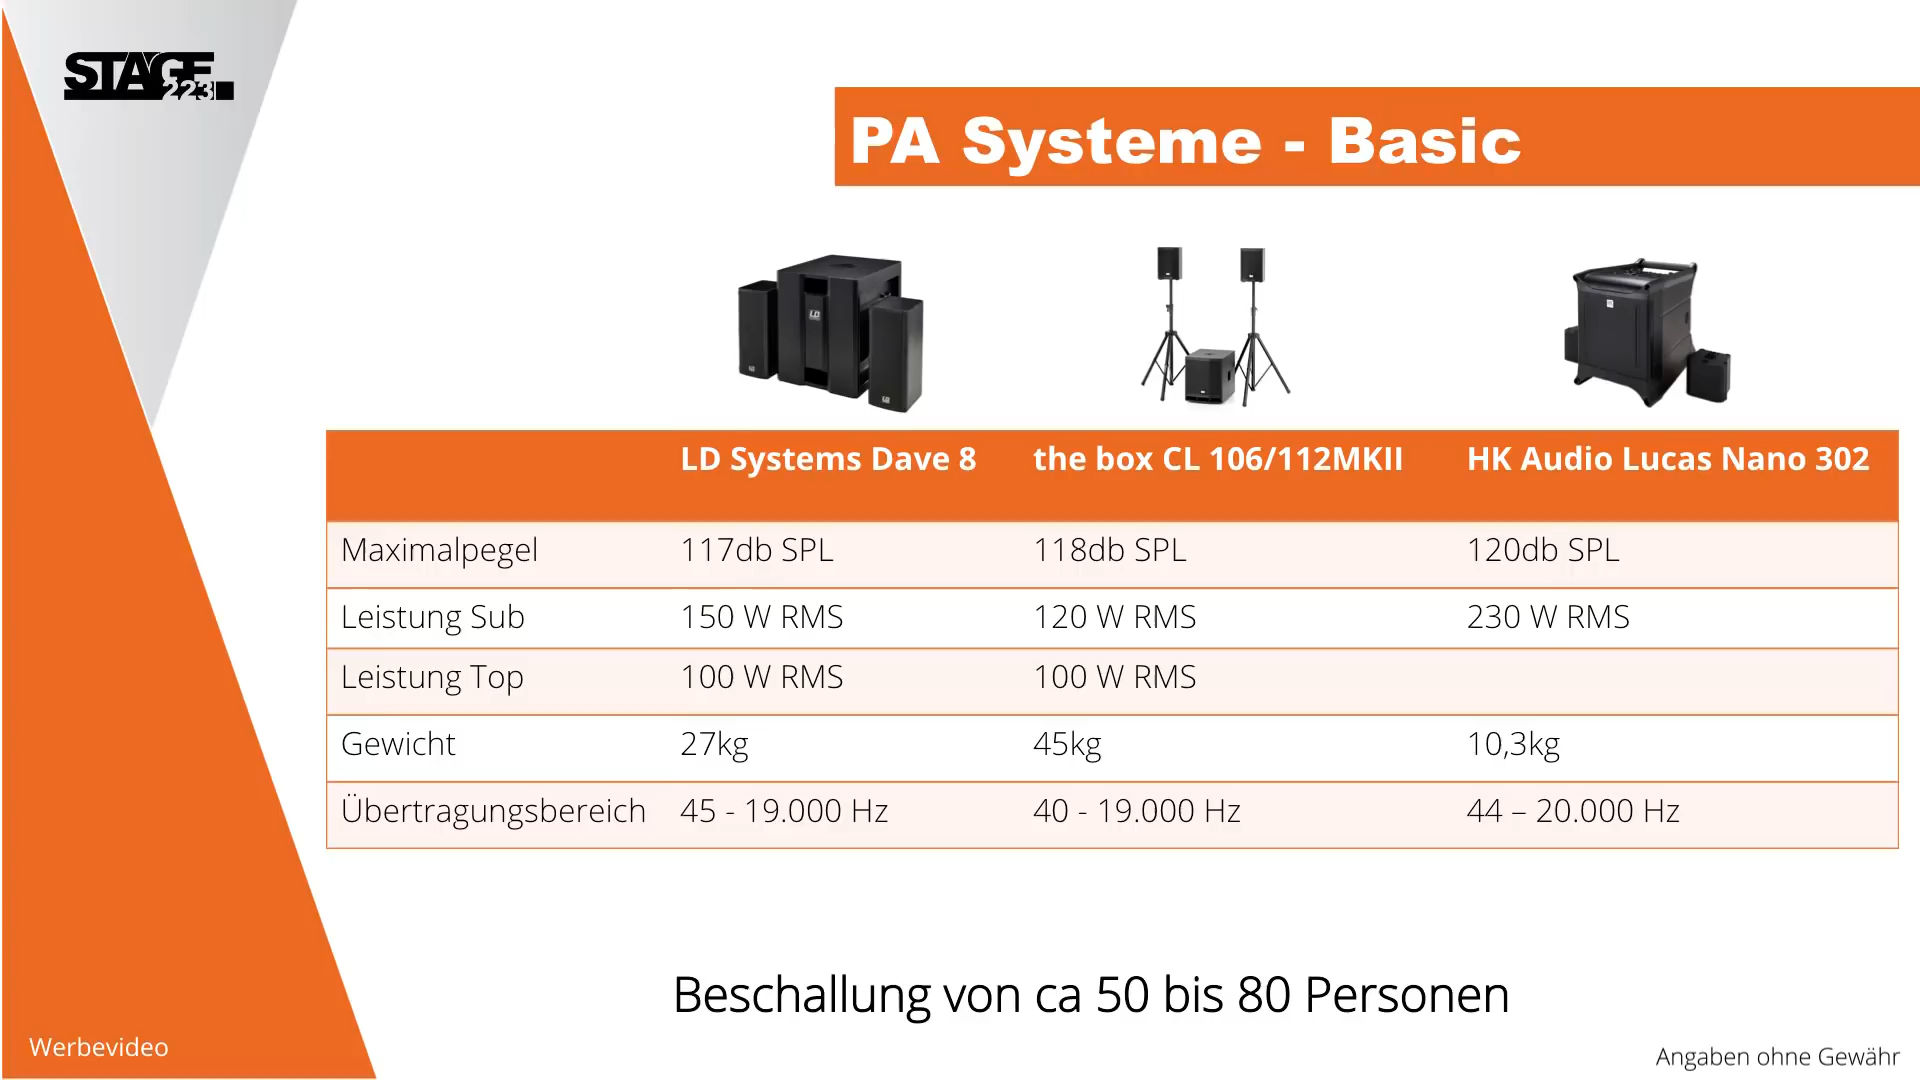 STAGE
223
PA Systeme - Basic
LD
LD Systems Dave 8 the box CL 106/112MKII HK Audio Lucas Nano 302
Maximalpegel 117db SPL 118db SPL 120db SPL
Leistung Sub 150 W RMS 120 W RMS 230 W RMS
Leistung Top 100 W RMS 100 W RMS
Gewicht 27kg 45kg 10,3kg
Übertragungsbereich 45 - 19.000 Hz 40 - 19.000 Hz 44 – 20.000 Hz
Beschallung von ca 50 bis 80 Personen
Werbevideo
Angaben ohne Gewähr